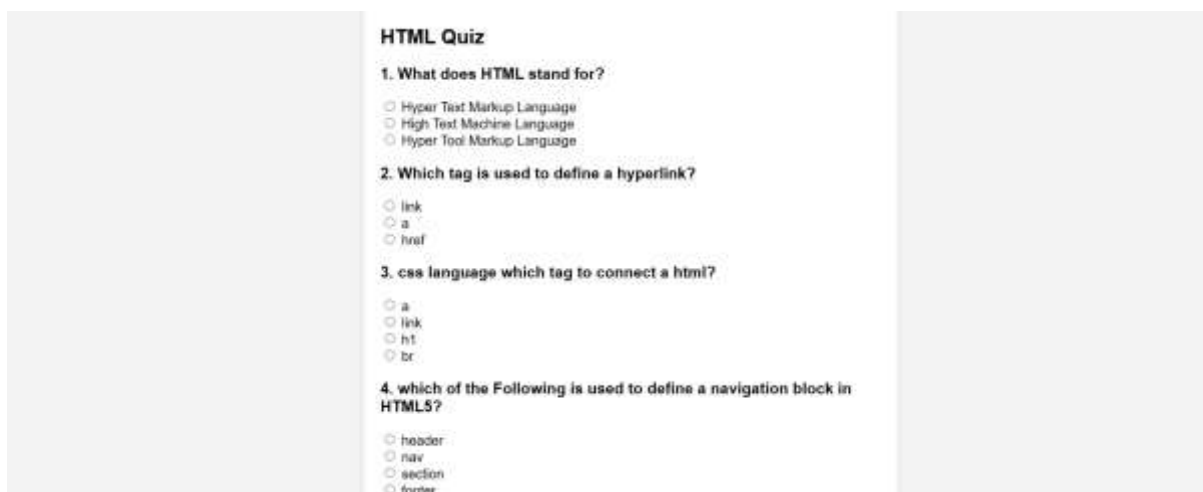 HTML Quiz
1. What does HTML stand for?
Hyper Text Markup Language
High Text Machine Language
Hyper Tool Markup Language
2. Which tag is used to define a hyperlink?
link
a
href
3. css language which tag to connect a html?
a
link
h1
br
4. which of the Following is used to define a navigation block in
HTML5?
header
nav
section
footer